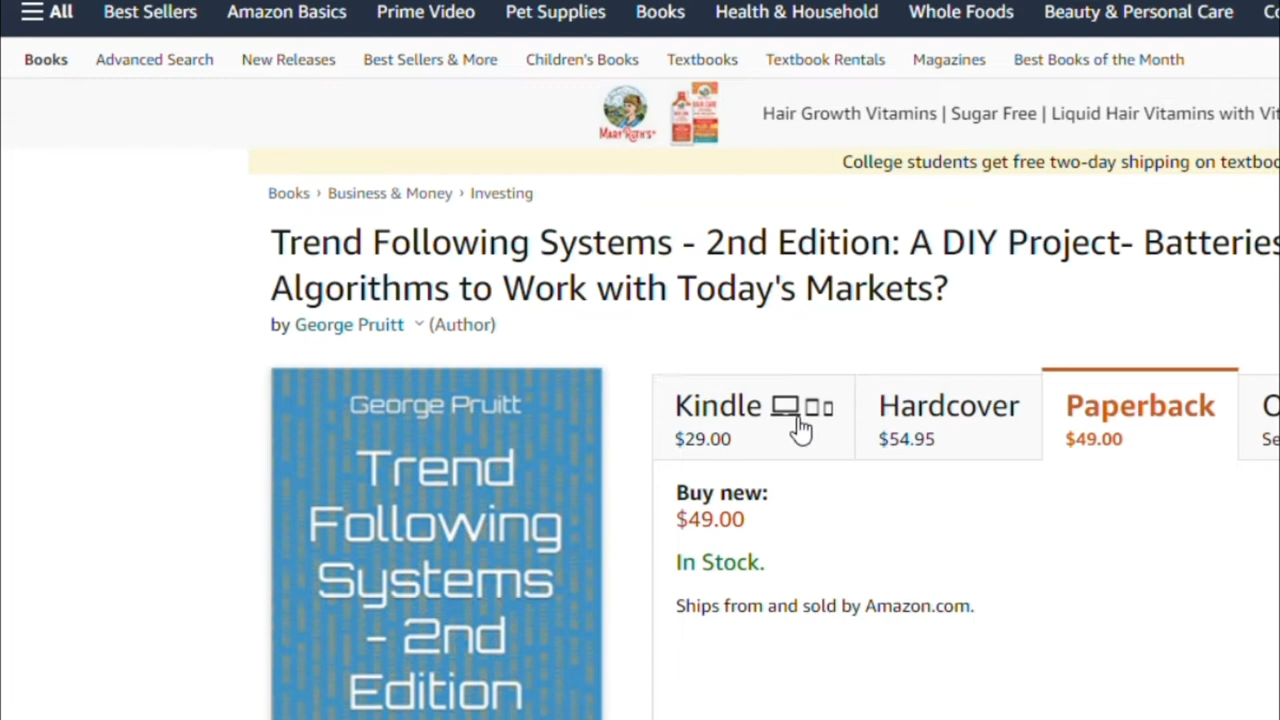 All Best Sellers Amazon Basics Prime Video Pet Supplies Books Health & Household Whole Foods Beauty & Personal Care
Books Advanced Search New Releases Best Sellers & More Children's Books Textbooks Textbook Rentals Magazines Best Books of the Month
MARYRUTH'S
Hair Growth Vitamins | Sugar Free | Liquid Hair Vitamins with
College students get free two-day shipping on
Books › Business & Money › Investing
Trend Following Systems - 2nd Edition: A DIY Project- Batteries
Algorithms to Work with Today's Markets?
by George Pruitt (Author)
George Pruitt
Trend
Following
Systems
- 2nd
Edition
Kindle
$29.00
Hardcover
$54.95
Paperback
$49.00
Buy new:
$49.00
In Stock.
Ships from and sold by Amazon.com.